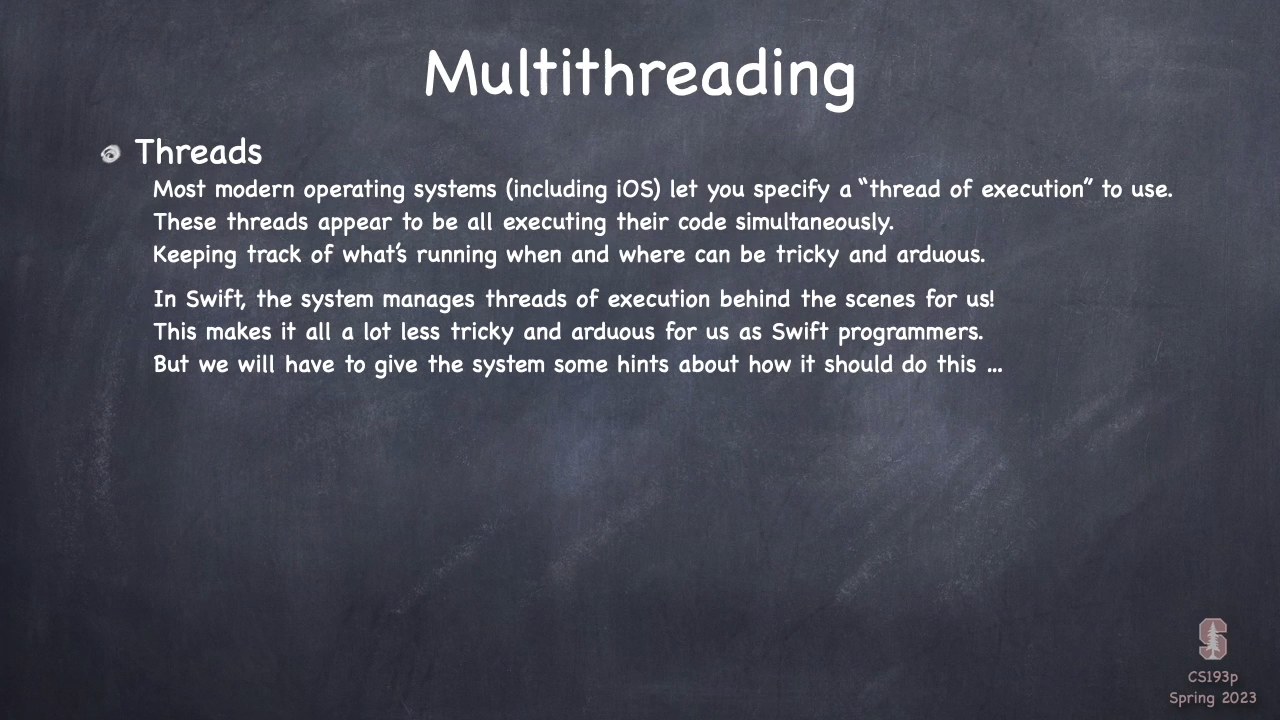 Multithreading
Threads
Most modern operating systems (including iOS) let you specify a “thread of execution” to use.
These threads appear to be all executing their code simultaneously.
Keeping track of what’s running when and where can be tricky and arduous.
In Swift, the system manages threads of execution behind the scenes for us!
This makes it all a lot less tricky and arduous for us as Swift programmers.
But we will have to give the system some hints about how it should do this ...
S
CS193p
Spring 2023